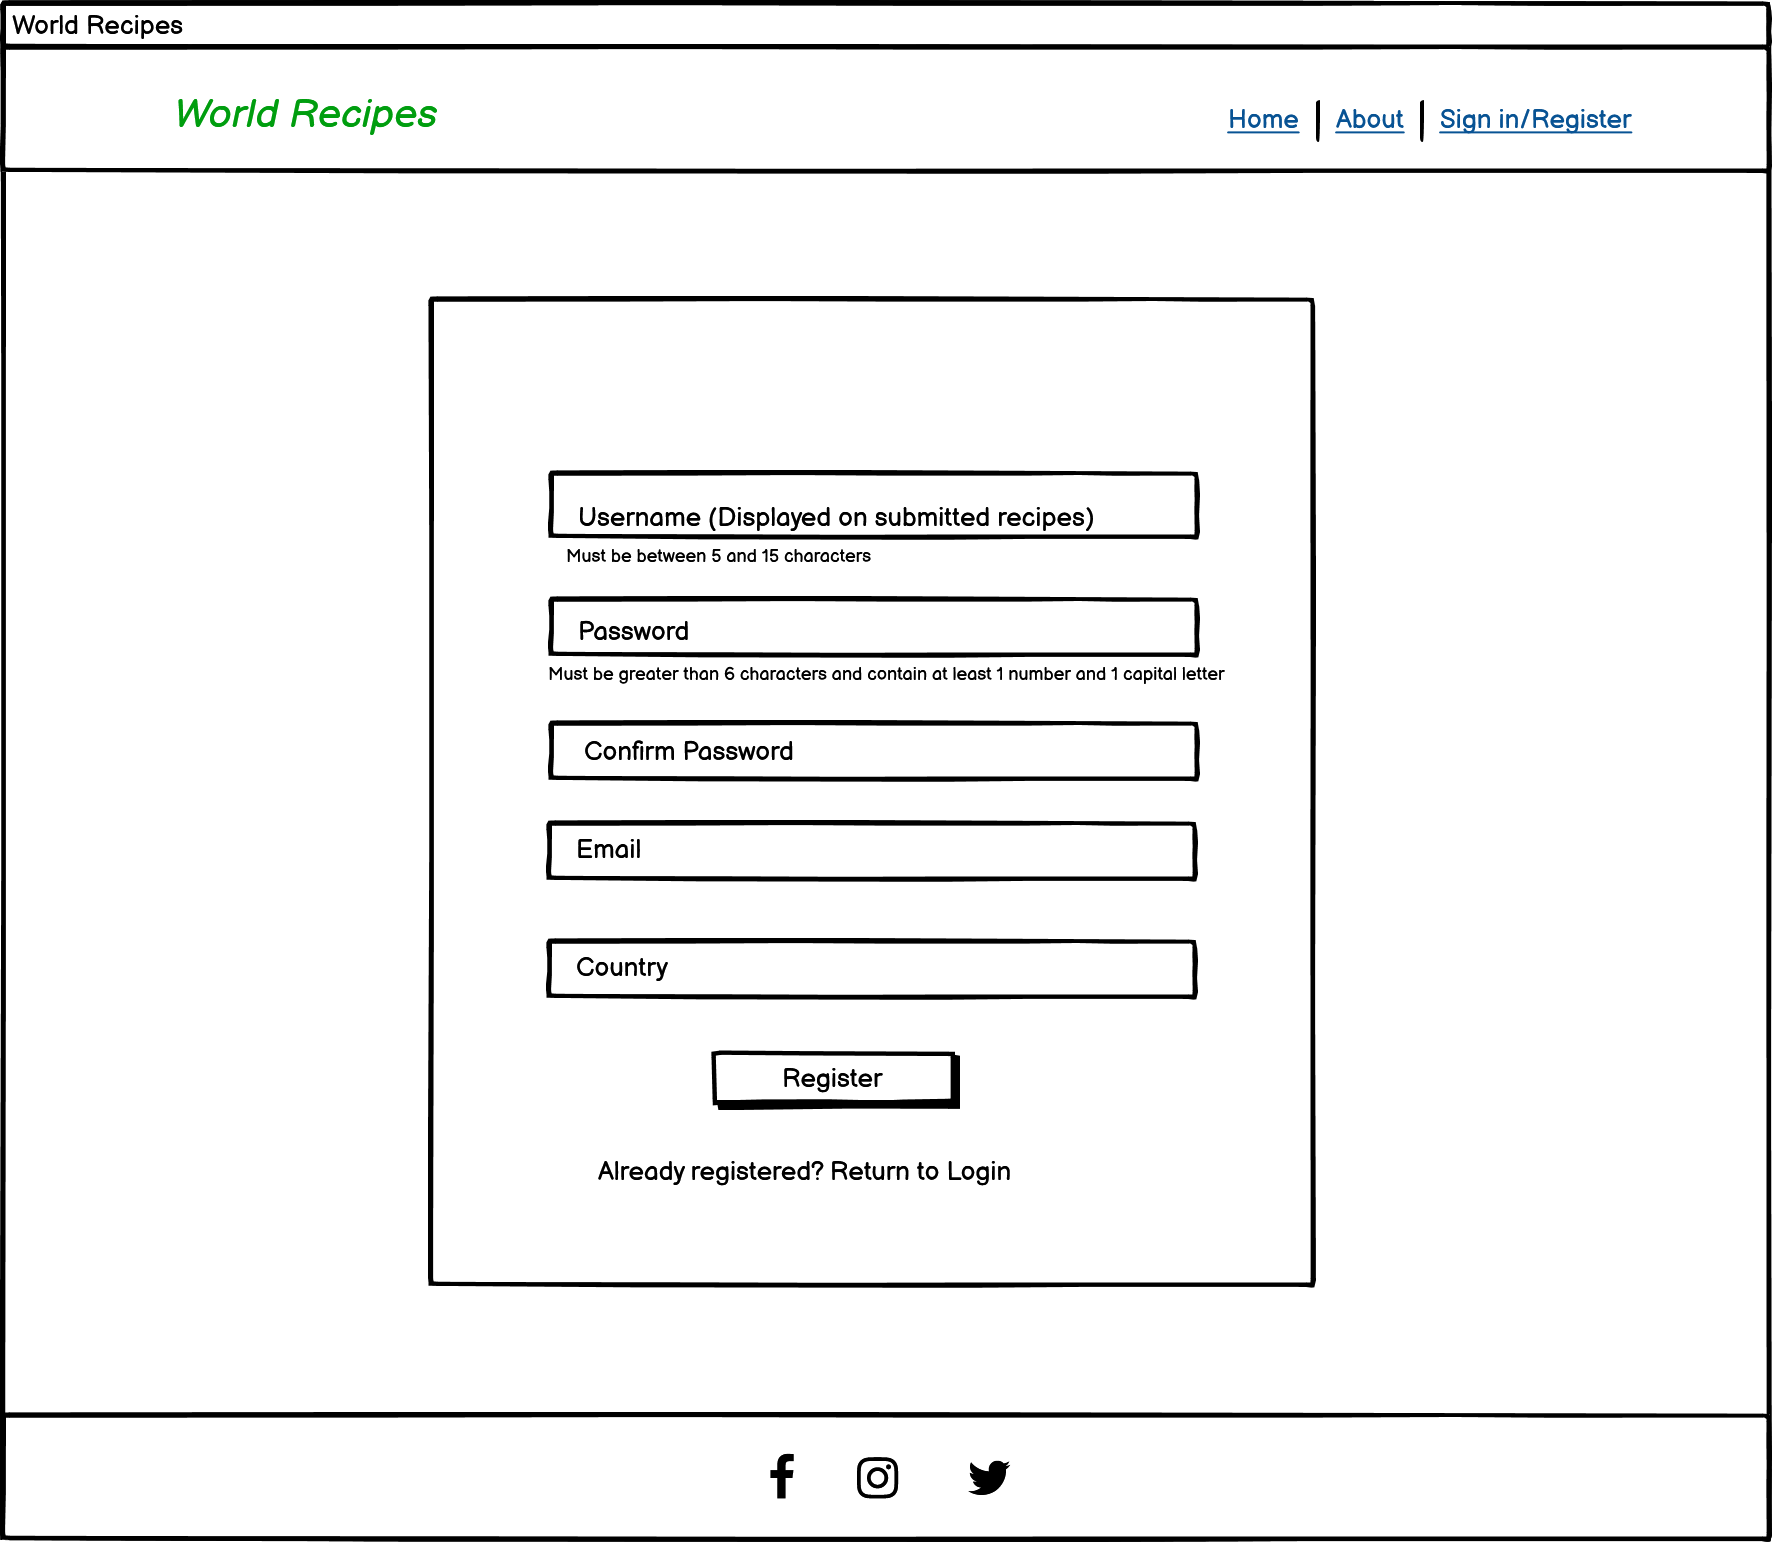 World Recipes
World Recipes
Home | About | Sign in/Register
Username (Displayed on submitted recipes)
Must be between 5 and 15 characters
Password
Must be greater than 6 characters and contain at least 1 number and 1 capital letter
Confirm Password
Email
Country
Register
Already registered? Return to Login